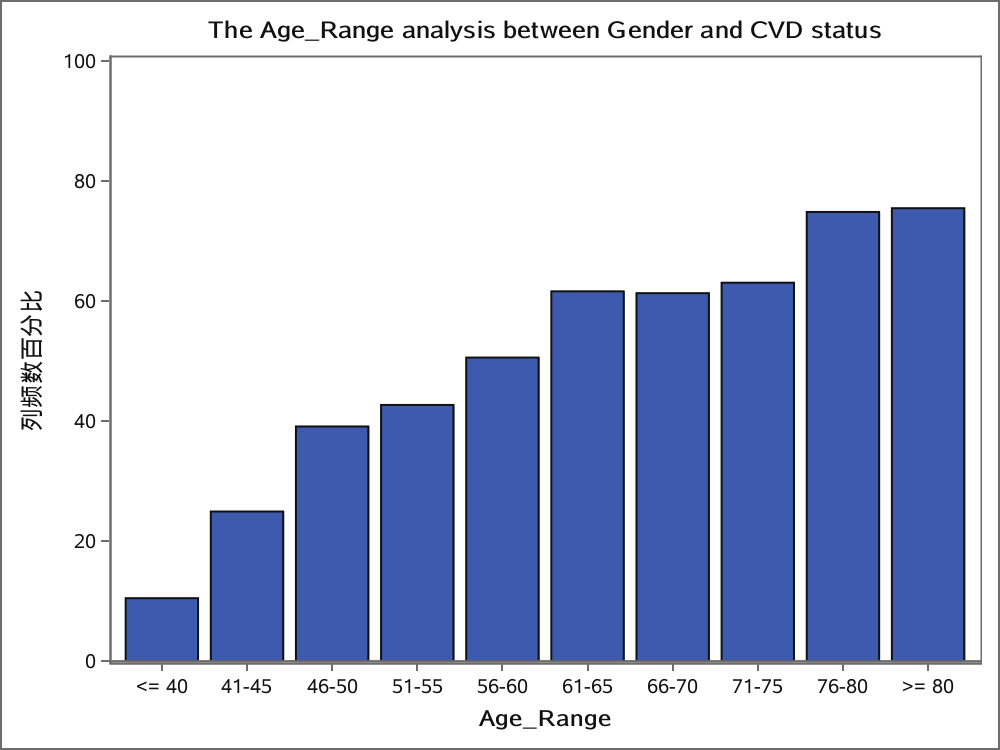 The Age_Range analysis between Gender and CVD status
100
80
60
40
20
0
列频数百分比
<= 40 41-45 46-50 51-55 56-60 61-65 66-70 71-75 76-80 >= 80
Age_Range